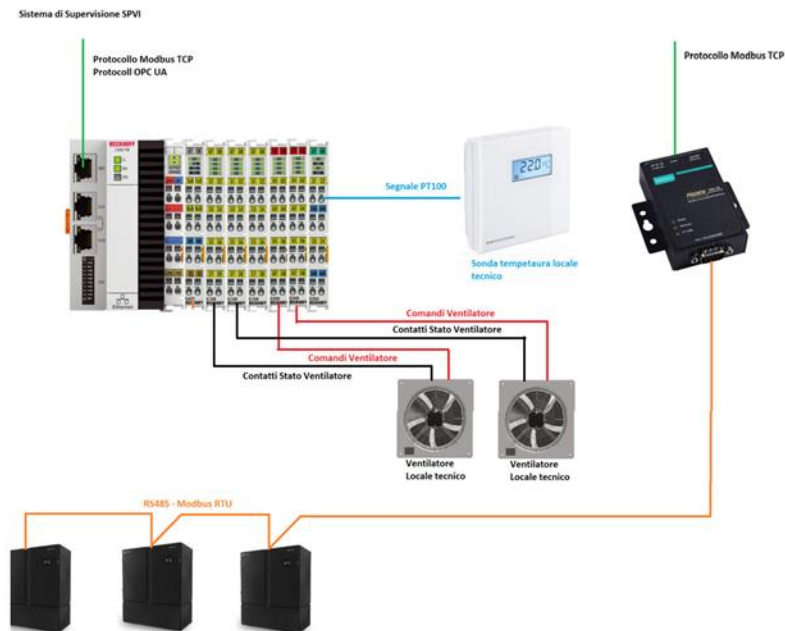 Sistema di Supervisione SPVI
Protocollo Modbus TCP
Protocoll OPC UA
Protocollo Modbus TCP
BECKHOFF
Segnale PT100
22.0°C
Sonda tempetaura locale
tecnico
Ethernet
Comandi Ventilatore
Contatti Stato Ventilatore
Comandi Ventilatore
Contatti Stato Ventilatore
Ventilatore
Locale tecnico
Ventilatore
Locale tecnico
RS485 - Modbus RTU